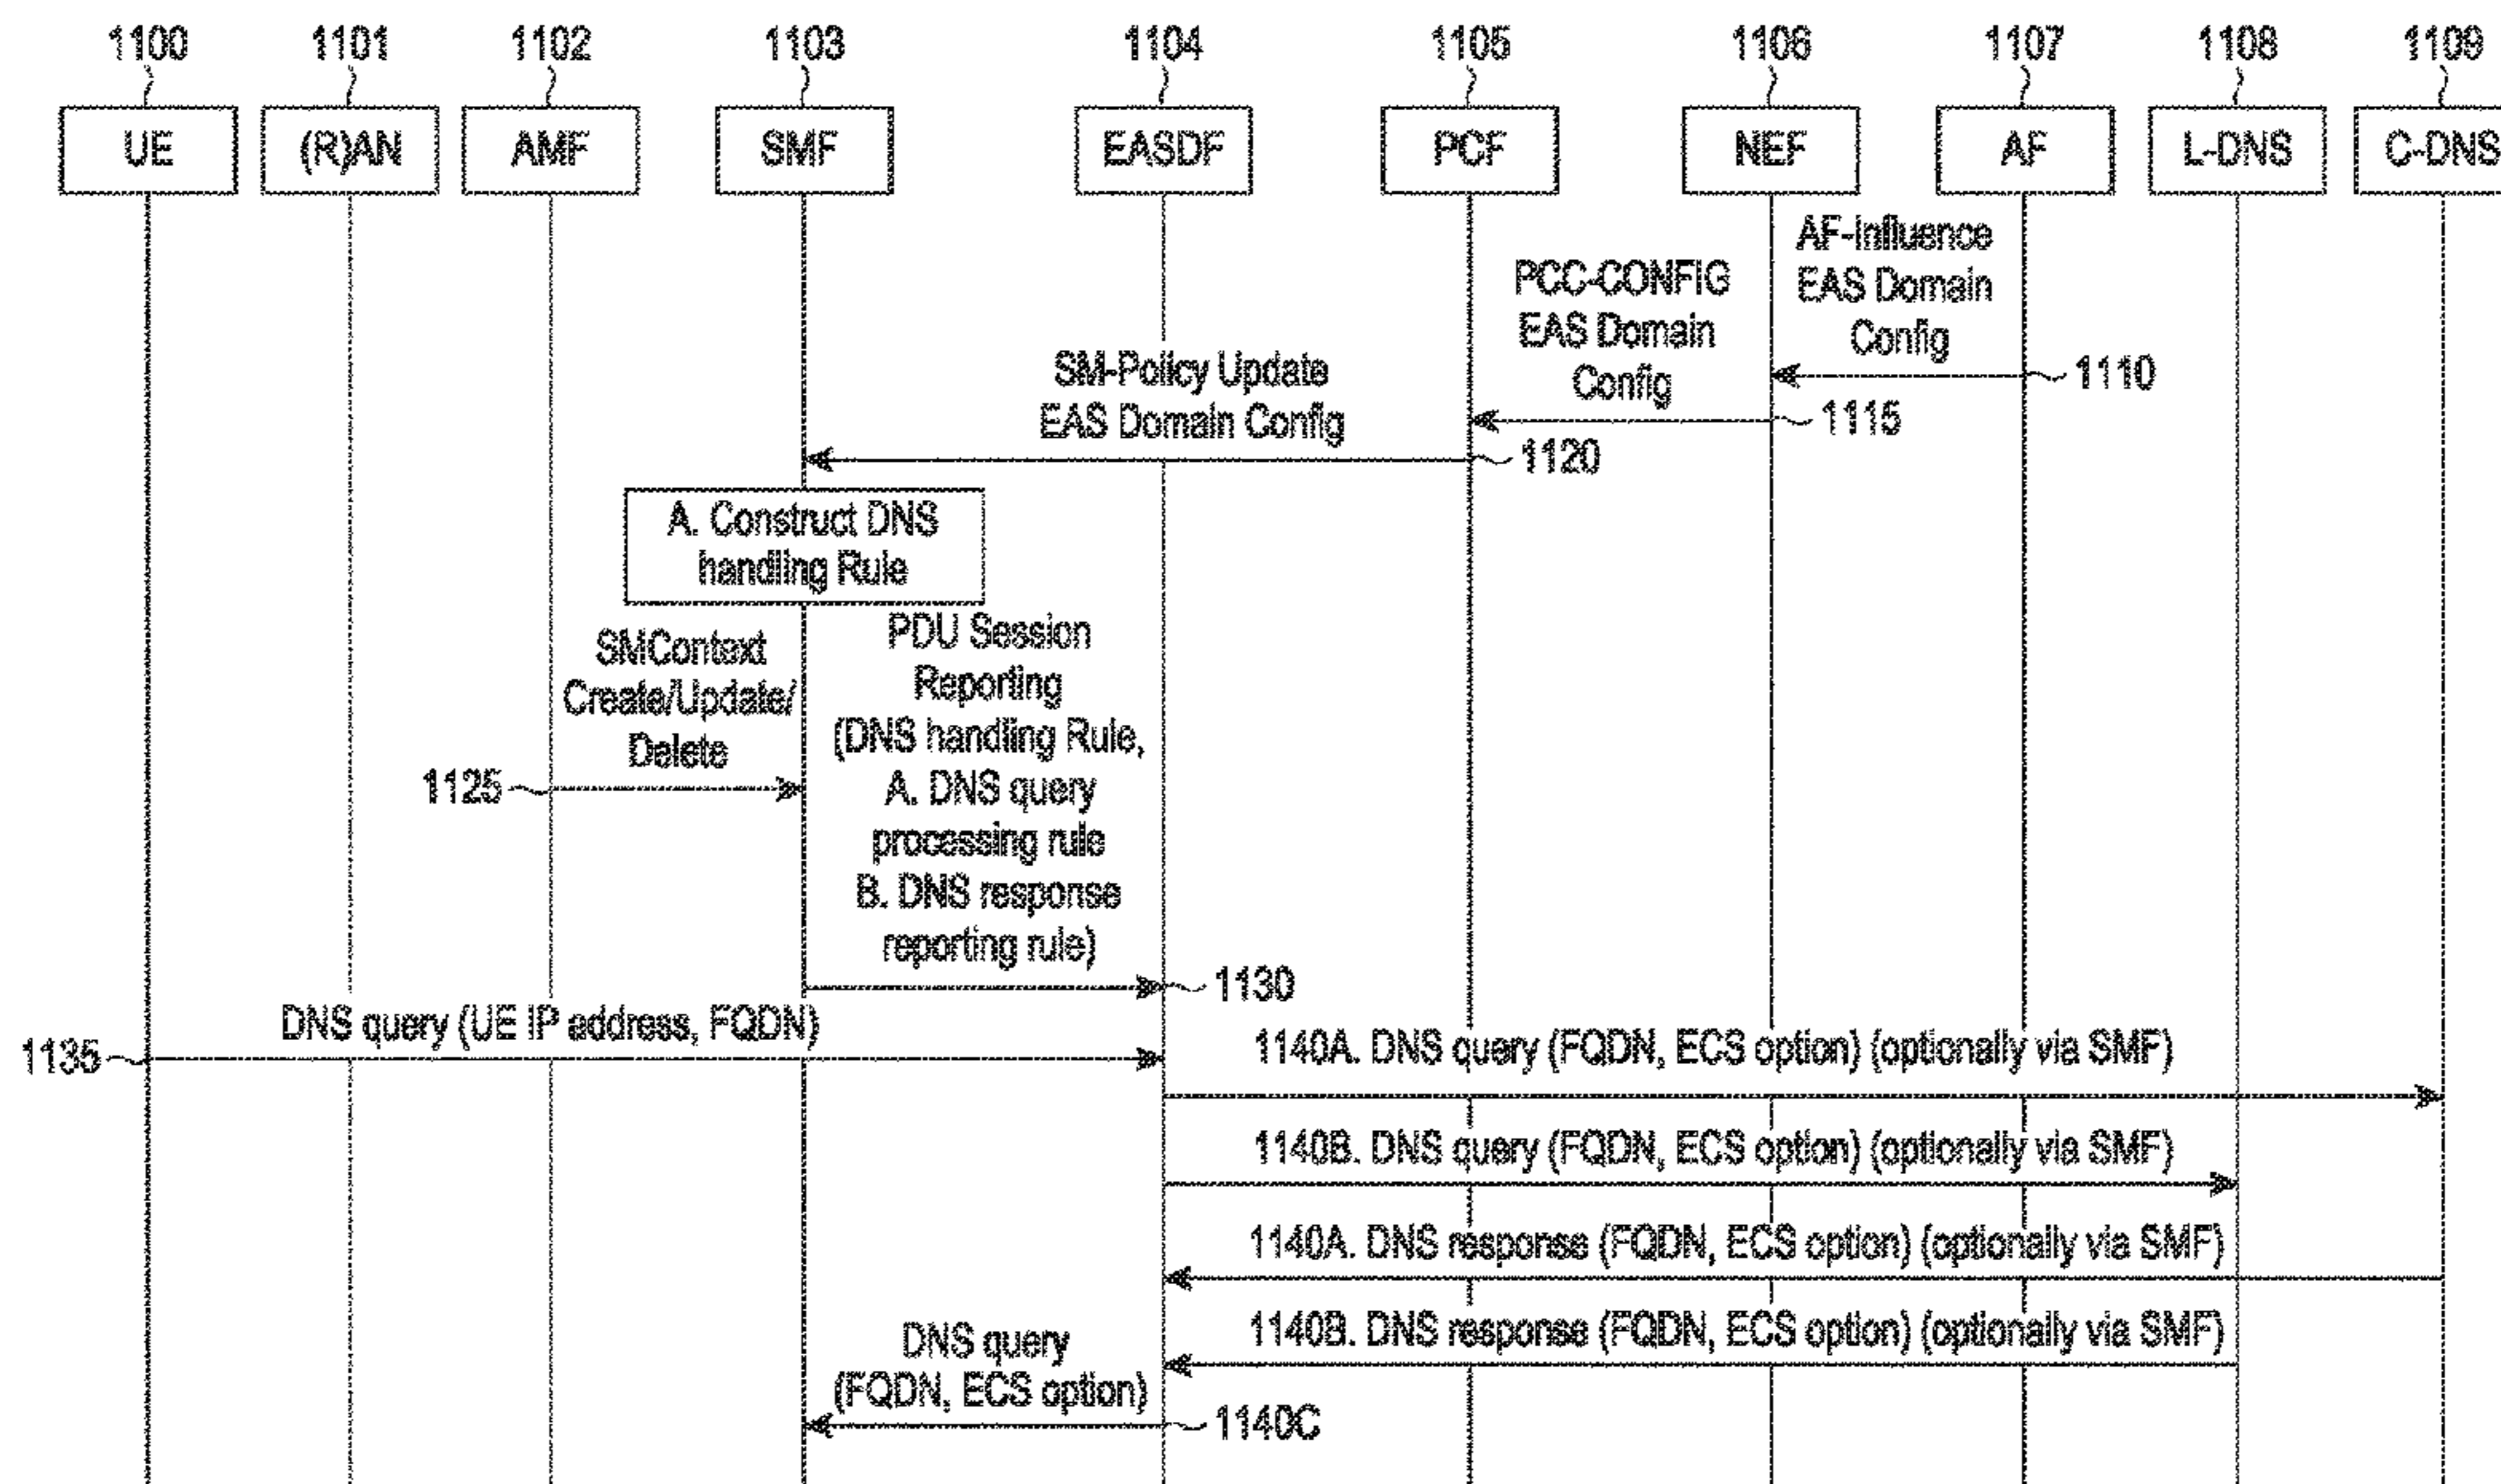 1100 1101 1102 1103 1104 1105 1106 1107 1108 1109
UE (R)AN AMF SMF EASDF PCF NEF AF L-DNS C-DNS
AF-Influence
EAS Domain
Config
1110
PCC-CONFIG
EAS Domain
Config
1115
SM-Policy Update
EAS Domain Config
1120
A. Construct DNS
handling Rule
SMContext
Create/Update/
Delete
1125
PDU Session
Reporting
(DNS handling Rule,
A. DNS query
processing rule
B. DNS response
reporting rule)
1130
DNS query (UE IP address, FQDN)
1135
1140A. DNS query (FQDN, ECS option) (optionally via SMF)
1140B. DNS query (FQDN, ECS option) (optionally via SMF)
1140A. DNS response (FQDN, ECS option) (optionally via SMF)
1140B. DNS response (FQDN, ECS option) (optionally via SMF)
DNS query
(FQDN, ECS option)
1140C